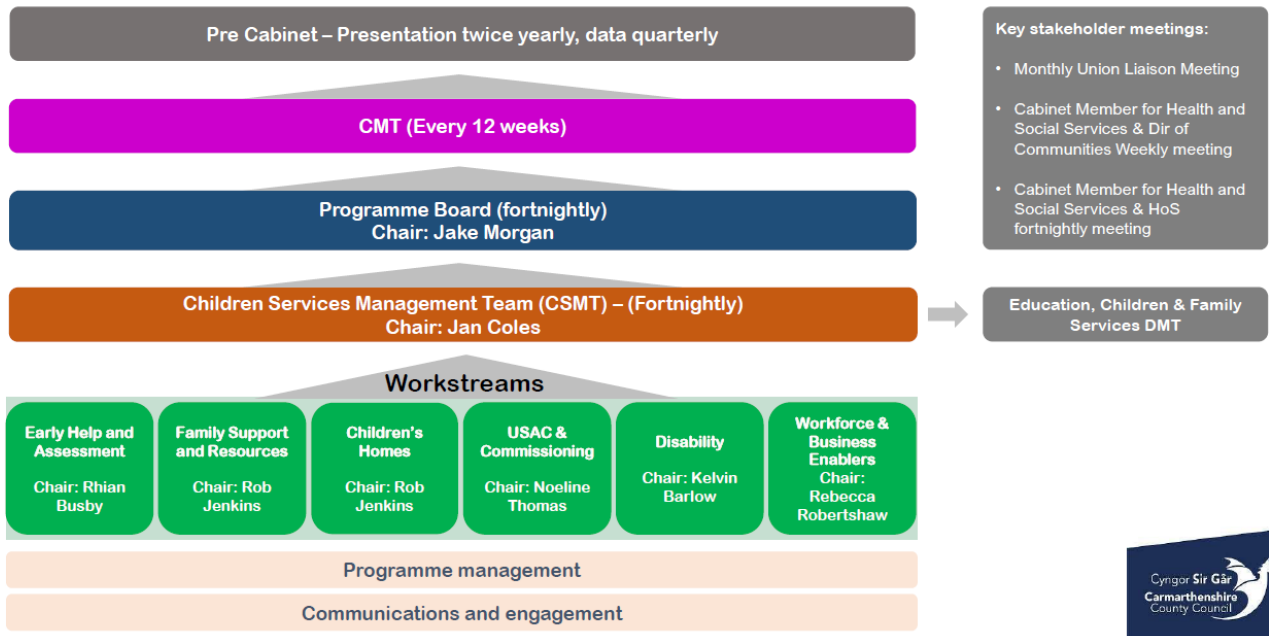 Pre Cabinet – Presentation twice yearly, data quarterly
CMT (Every 12 weeks)
Programme Board (fortnightly)
Chair: Jake Morgan
Children Services Management Team (CSMT) – (Fortnightly)
Chair: Jan Coles
Workstreams
Early Help and
Assessment
Chair: Rhian
Busby
Family Support
and Resources
Chair: Rob
Jenkins
Children's
Homes
Chair: Rob
Jenkins
USAC &
Commissioning
Chair: Noeline
Thomas
Disability
Chair: Kelvin
Barlow
Workforce &
Business
Enablers
Chair:
Rebecca
Robertshaw
Programme management
Communications and engagement
Key stakeholder meetings:
• Monthly Union Liaison Meeting
• Cabinet Member for Health and
Social Services & Dir of
Communities Weekly meeting
• Cabinet Member for Health and
Social Services & HoS
fortnightly meeting
Education, Children & Family
Services DMT
Cyngor Sir Gâr
Carmarthenshire
County Council